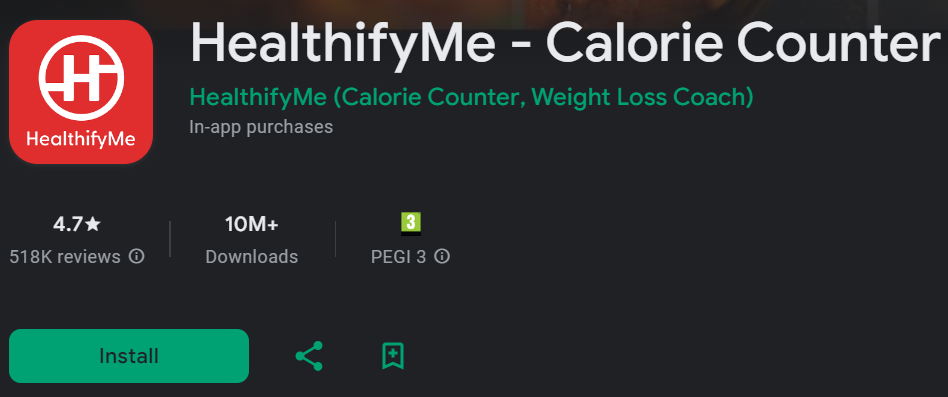 HealthifyMe - Calorie Counter
HealthifyMe (Calorie Counter, Weight Loss Coach)
In-app purchases
H
HealthifyMe
4.7★
518K reviews
10M+
Downloads
3
PEGI 3
Install